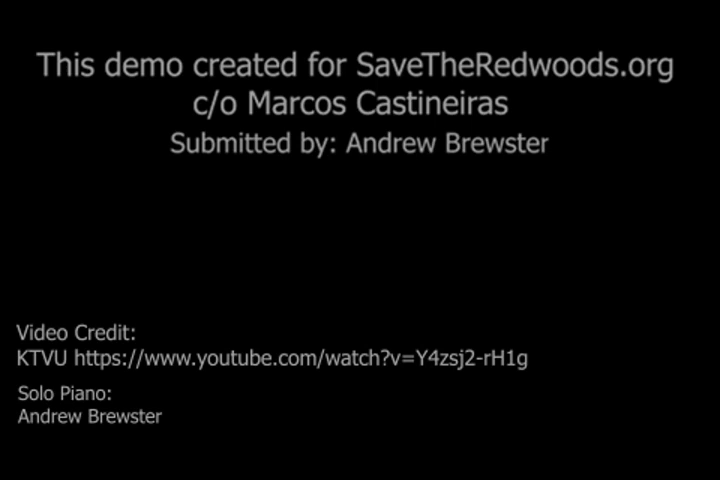 This demo created for SaveTheRedwoods.org
c/o Marcos Castineiras
Submitted by: Andrew Brewster
Video Credit:
KTVU https://www.youtube.com/watch?v=Y4zsj2-rH1g
Solo Piano:
Andrew Brewster